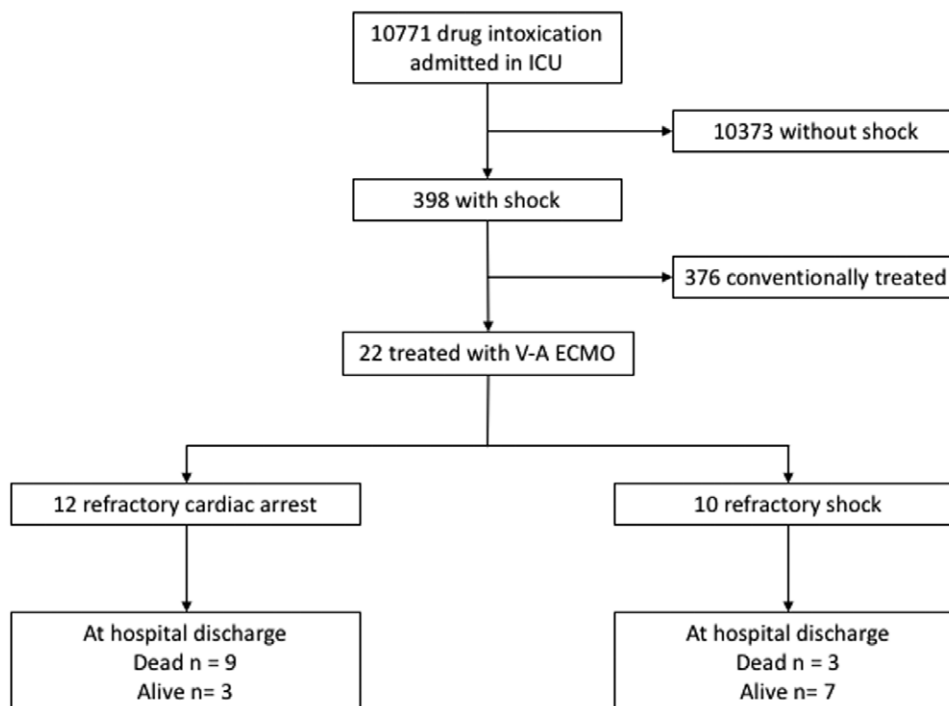 10771 drug intoxication
admitted in ICU
10373 without shock
398 with shock
376 conventionally treated
22 treated with V-A ECMO
12 refractory cardiac arrest
10 refractory shock
At hospital discharge
Dead n = 9
Alive n= 3
At hospital discharge
Dead n = 3
Alive n= 7